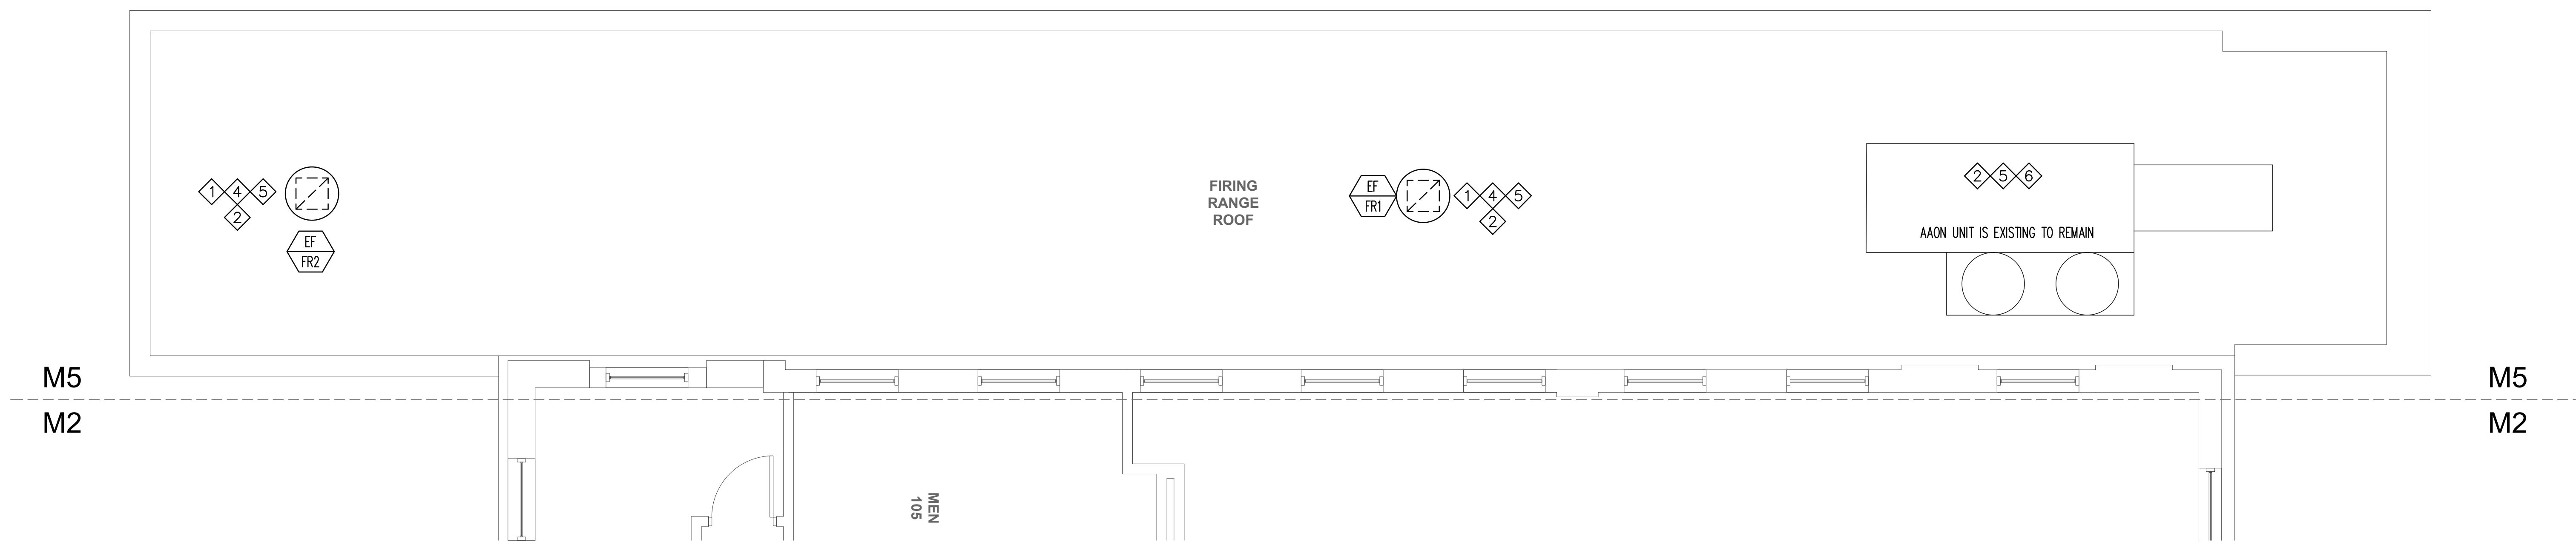 1 4 5
2
EF
FR2
FIRING
RANGE
ROOF
EF
FR1
1 4 5
2
2 5 6
AAON UNIT IS EXISTING TO REMAIN
M5
M2
M5
M2
MEN
105